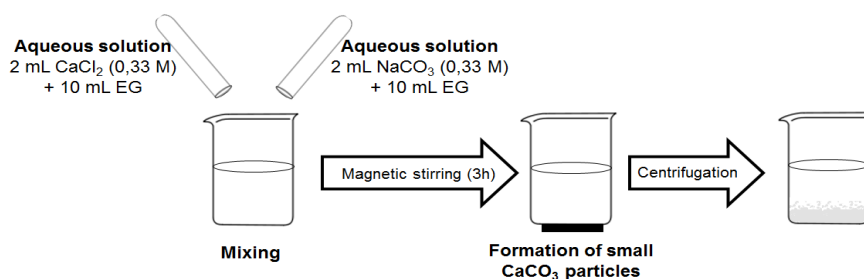 Aqueous solution
2 mL CaCl₂ (0,33 M)
+ 10 mL EG
Aqueous solution
2 mL NaCO₃ (0,33 M)
+ 10 mL EG
Magnetic stirring (3h)
Centrifugation
Mixing
Formation of small
CaCO₃ particles